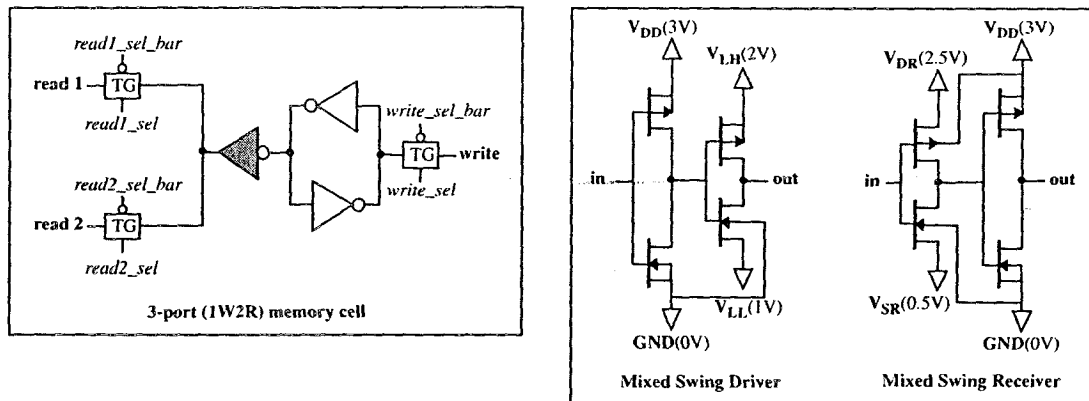 read1_sel_bar
read 1
TG
read1_sel
read2_sel_bar
read 2
TG
read2_sel
write_sel_bar
TG
write
write_sel
3-port (1W2R) memory cell
VDD(3V)
VLH(2V)
in
out
VLL(1V)
GND(0V)
Mixed Swing Driver
VDD(3V)
VDR(2.5V)
in
out
VSR(0.5V)
GND(0V)
Mixed Swing Receiver